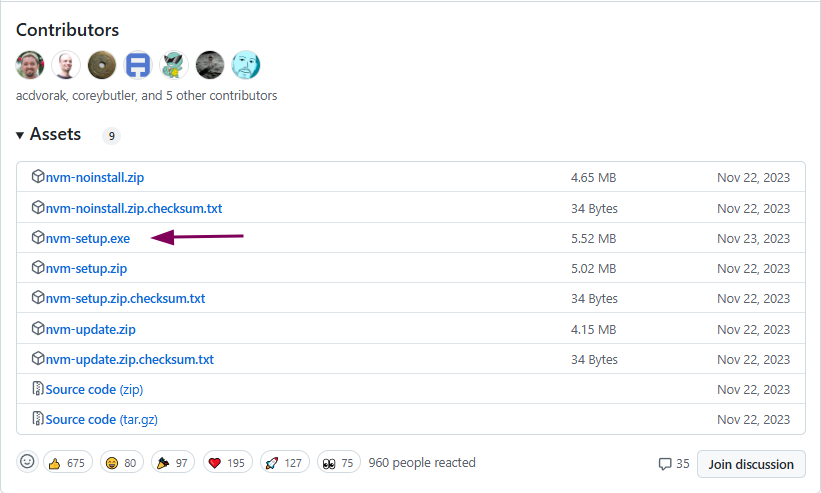 Contributors
acdvorak, coreybutler, and 5 other contributors
Assets 9
nvm-noinstall.zip 4.65 MB Nov 22, 2023
nvm-noinstall.zip.checksum.txt 34 Bytes Nov 22, 2023
nvm-setup.exe 5.52 MB Nov 23, 2023
nvm-setup.zip 5.02 MB Nov 22, 2023
nvm-setup.zip.checksum.txt 34 Bytes Nov 22, 2023
nvm-update.zip 4.15 MB Nov 22, 2023
nvm-update.zip.checksum.txt 34 Bytes Nov 22, 2023
Source code (zip) Nov 22, 2023
Source code (tar.gz) Nov 22, 2023
675 80 97 195 127 75 960 people reacted 35 Join discussion